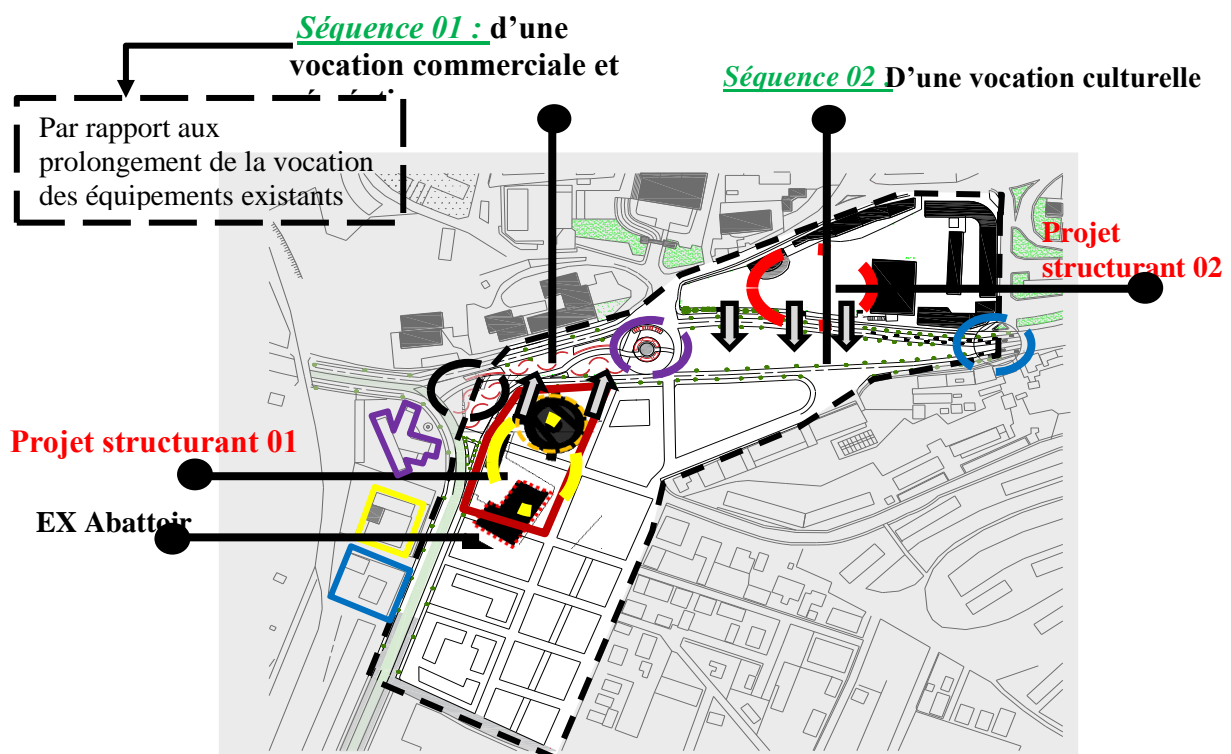 Séquence 01 : d’une
vocation commerciale et
Séquence 02 : D’une vocation culturelle
Par rapport aux
prolongement de la vocation
des équipements existants
Projet
structurant 02
Projet structurant 01
EX Abattoir